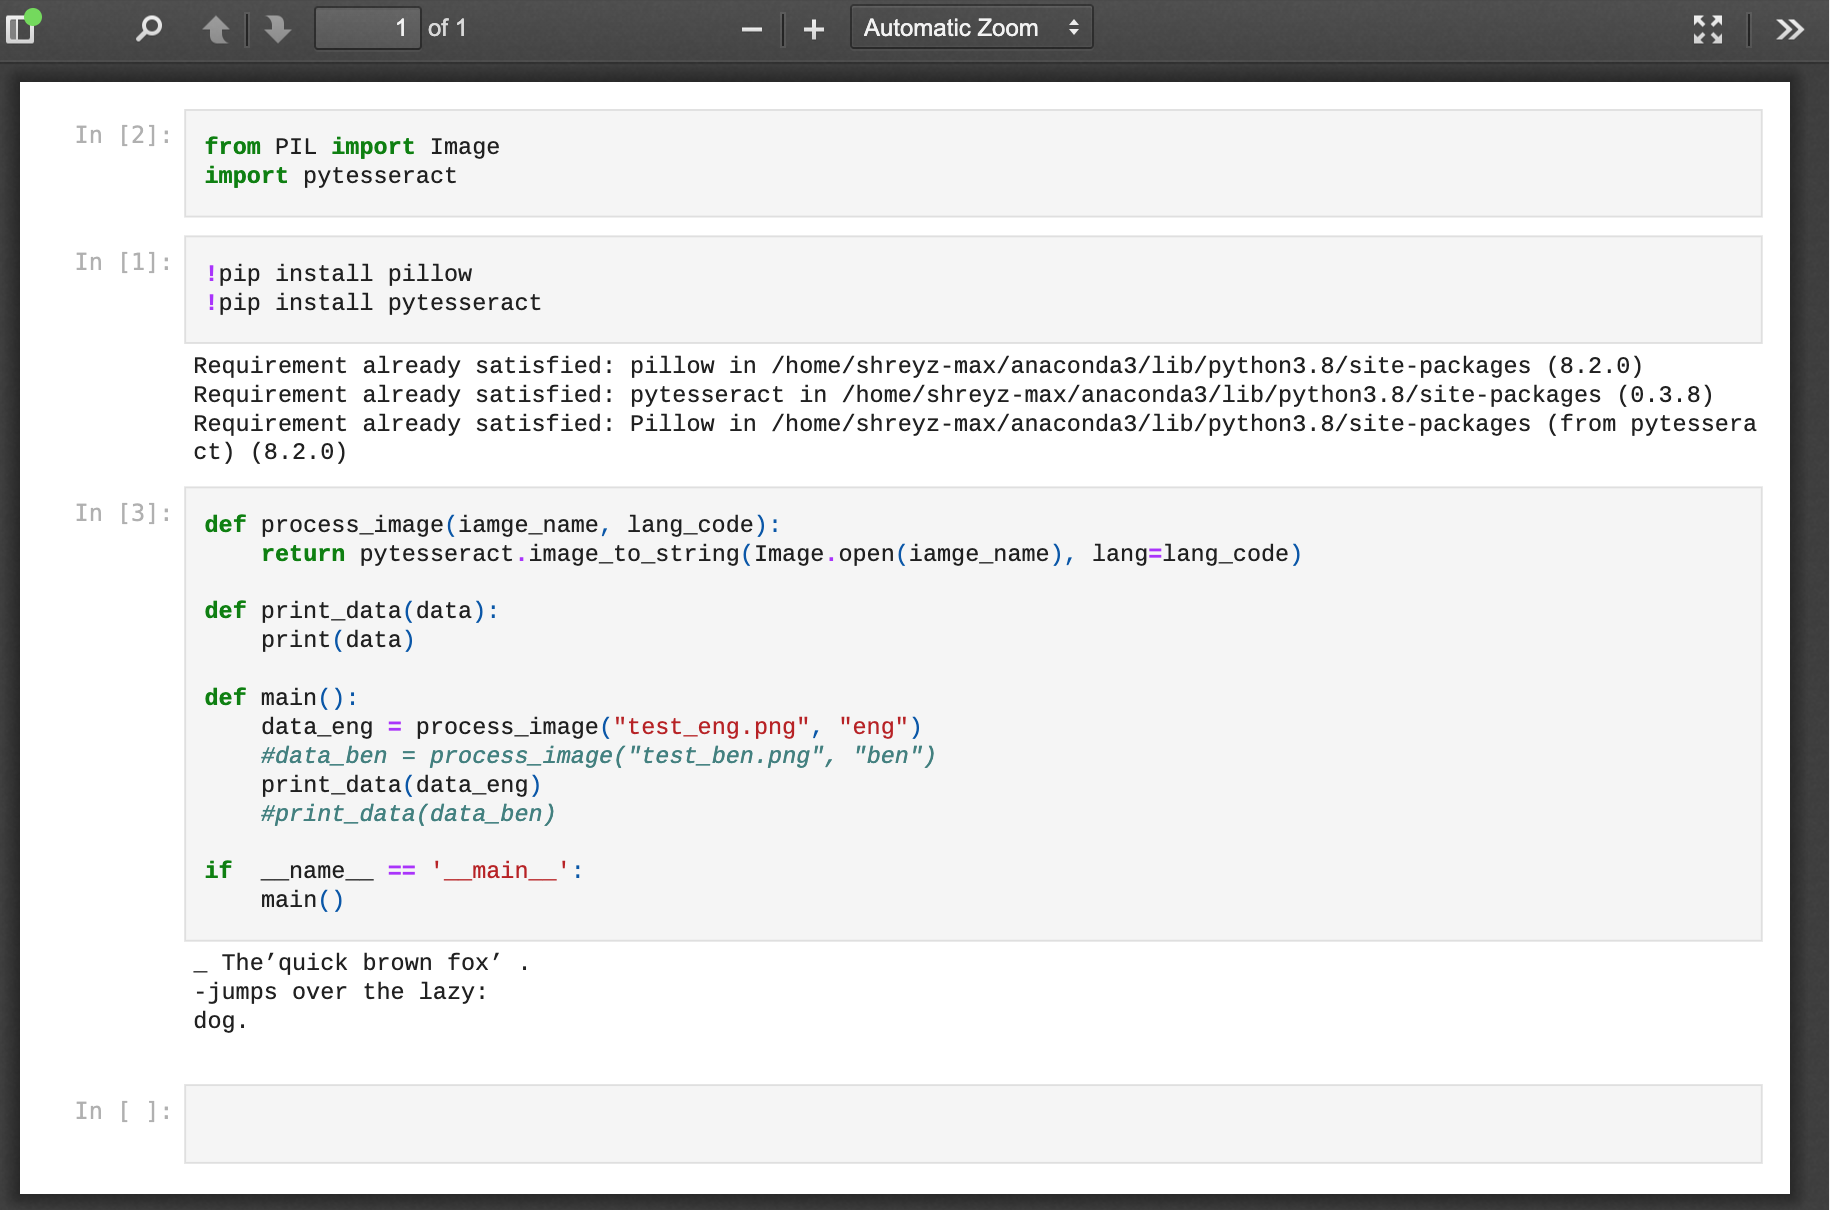 1 of 1
Automatic Zoom
In [2]:
from PIL import Image
import pytesseract
In [1]:
!pip install pillow
!pip install pytesseract
Requirement already satisfied: pillow in /home/shreyz-max/anaconda3/lib/python3.8/site-packages (8.2.0)
Requirement already satisfied: pytesseract in /home/shreyz-max/anaconda3/lib/python3.8/site-packages (0.3.8)
Requirement already satisfied: Pillow in /home/shreyz-max/anaconda3/lib/python3.8/site-packages (from pytessera
ct) (8.2.0)
In [3]:
def process_image(iamge_name, lang_code):
    return pytesseract.image_to_string(Image.open(iamge_name), lang=lang_code)
def print_data(data):
    print(data)
def main():
    data_eng = process_image("test_eng.png", "eng")
    #data_ben = process_image("test_ben.png", "ben")
    print_data(data_eng)
    #print_data(data_ben)
if  __name__ == '__main__':
    main()
_ The’quick brown fox’ .
-jumps over the lazy:
dog.
In [ ]: